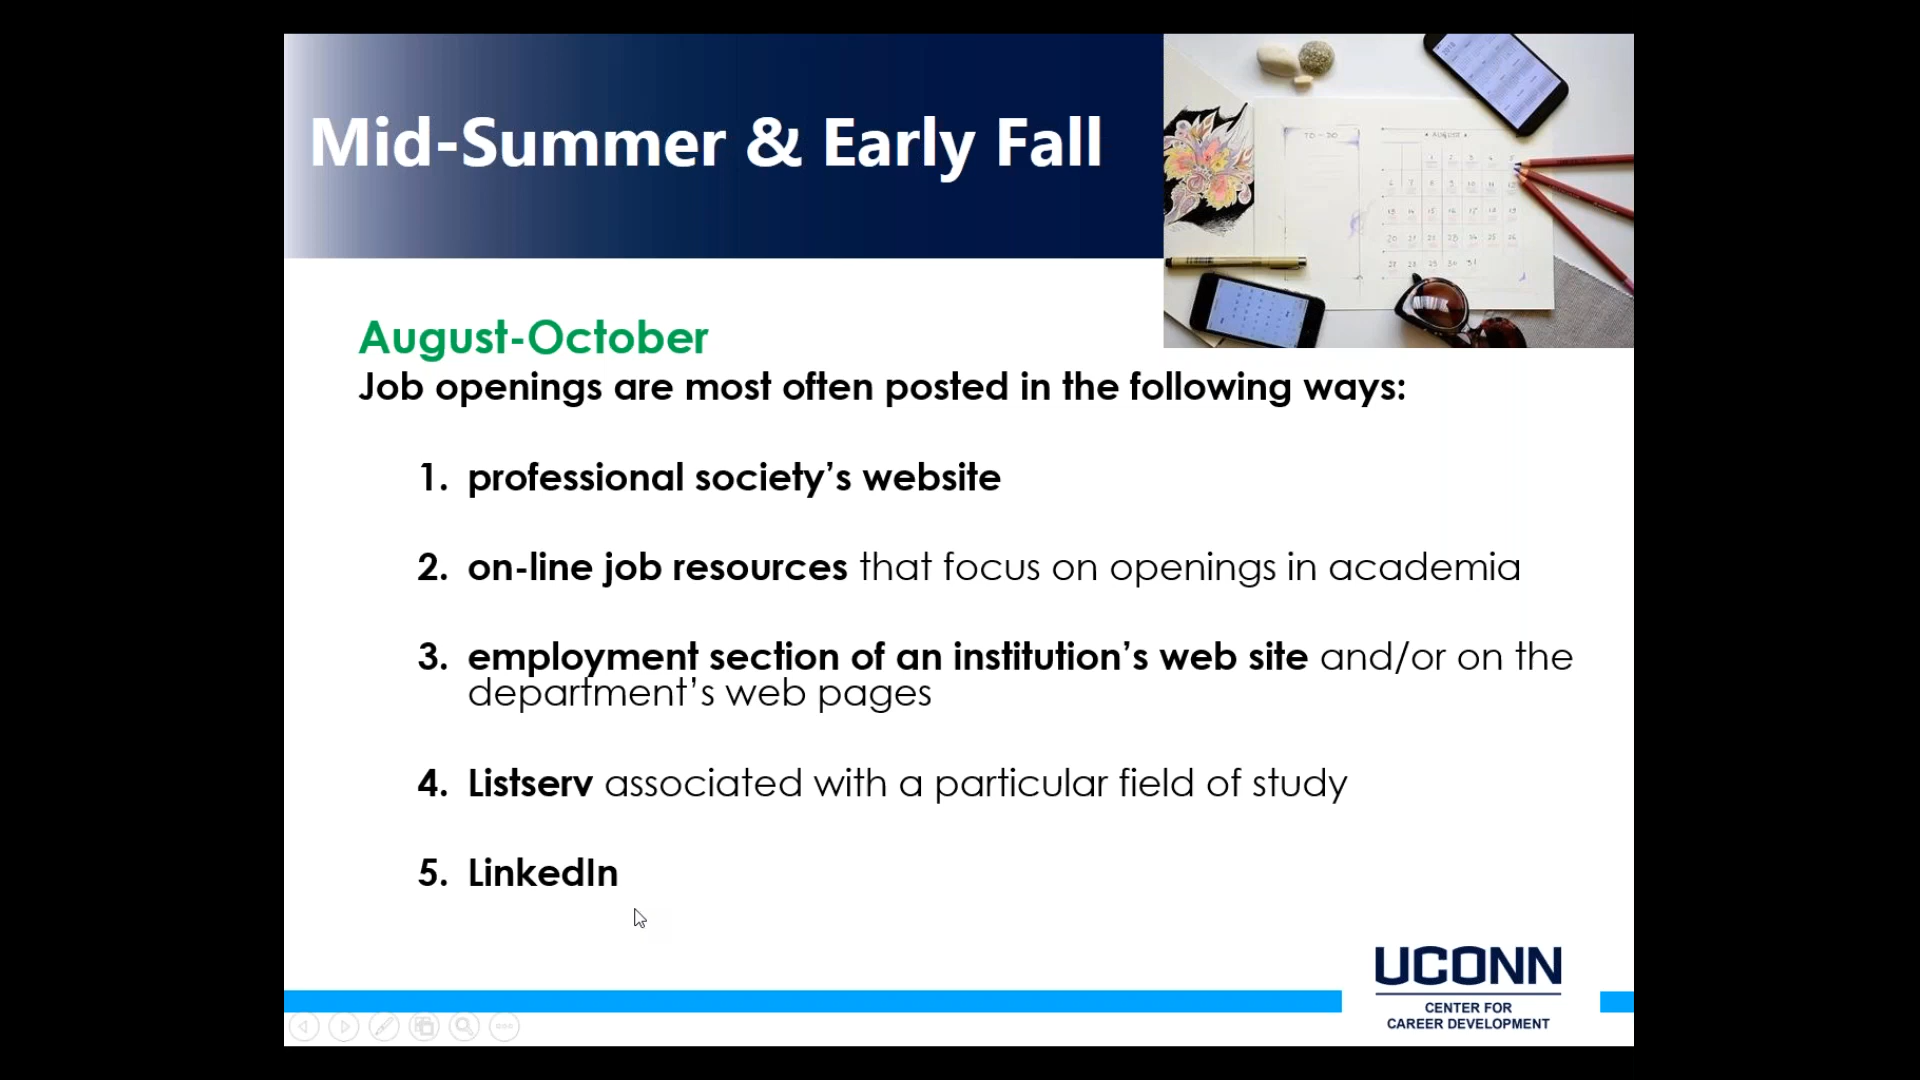 Mid-Summer & Early Fall
TO-DO
AUGUST
August-October
Job openings are most often posted in the following ways:
1. professional society’s website
2. on-line job resources that focus on openings in academia
3. employment section of an institution’s web site and/or on the
department’s web pages
4. Listserv associated with a particular field of study
5. LinkedIn
UCONN
CENTER FOR
CAREER DEVELOPMENT